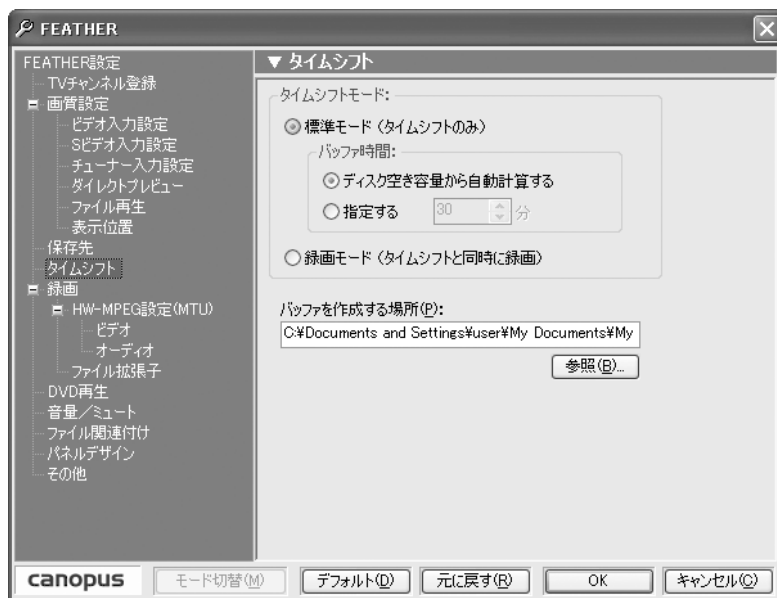 FEATHER
FEATHER設定
TVチャンネル登録
画質設定
ビデオ入力設定
Sビデオ入力設定
チューナー入力設定
ダイレクトプレビュー
ファイル再生
表示位置
保存先
タイムシフト
録画
HW-MPEG設定(MTU)
ビデオ
オーディオ
ファイル拡張子
DVD再生
音量／ミュート
ファイル関連付け
パネルデザイン
その他
▼ タイムシフト
タイムシフトモード:
標準モード（タイムシフトのみ）
バッファ時間:
ディスク空き容量から自動計算する
指定する 30 分
録画モード（タイムシフトと同時に録画）
バッファを作成する場所(P):
C:¥Documents and Settings¥user¥My Documents¥My
参照(B)...
canopus モード切替(M) デフォルト(D) 元に戻す(R) OK キャンセル(C)